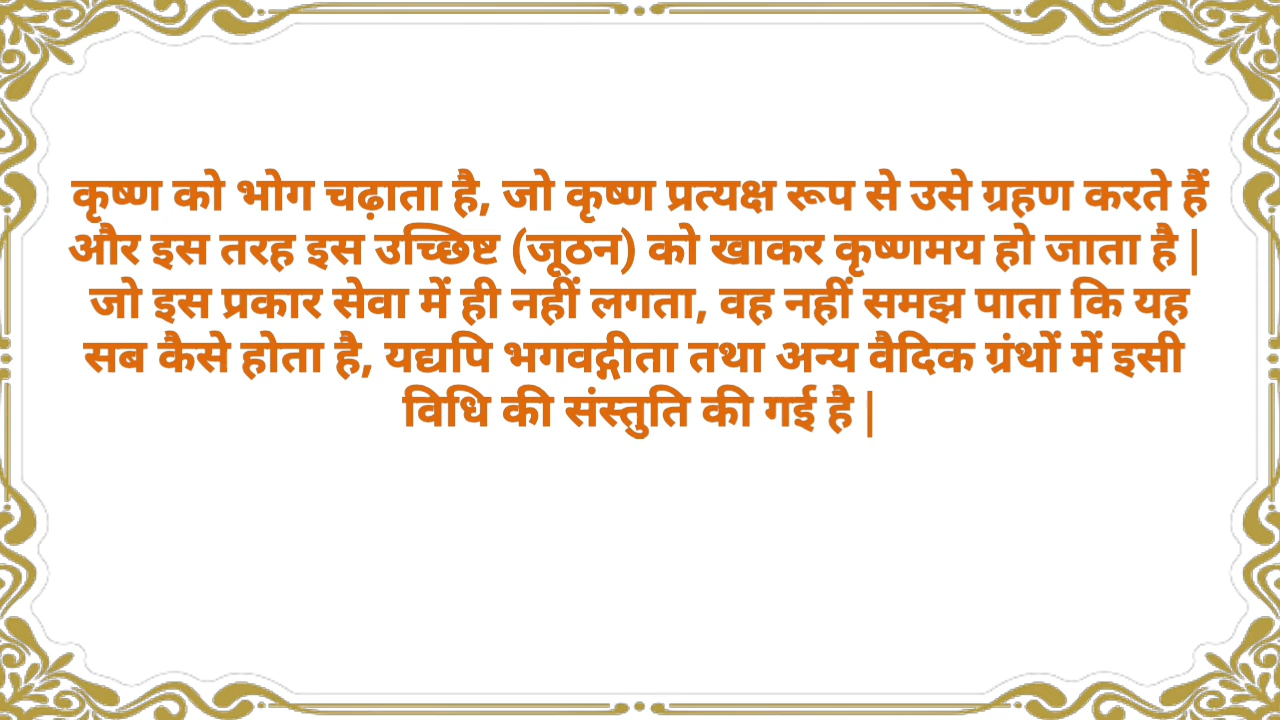 कृष्ण को भोग चढ़ाता है, जो कृष्ण प्रत्यक्ष रूप से उसे ग्रहण करते हैं
और इस तरह इस उच्छिष्ट (जूठन) को खाकर कृष्णमय हो जाता है |
जो इस प्रकार सेवा में ही नहीं लगता, वह नहीं समझ पाता कि यह
सब कैसे होता है, यद्यपि भगवद्गीता तथा अन्य वैदिक ग्रंथों में इसी
विधि की संस्तुति की गई है |